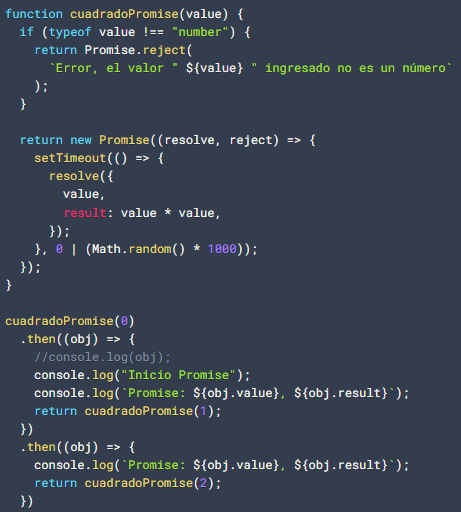 function cuadradoPromise(value) {
  if (typeof value !== "number") {
    return Promise.reject(
      `Error, el valor " ${value} " ingresado no es un número`
    );
  }

  return new Promise((resolve, reject) => {
    setTimeout(() => {
      resolve({
        value,
        result: value * value,
      });
    }, 0 | (Math.random() * 1000));
  });
}

cuadradoPromise(0)
  .then((obj) => {
    //console.log(obj);
    console.log("Inicio Promise");
    console.log(`Promise: ${obj.value}, ${obj.result}`);
    return cuadradoPromise(1);
  })
  .then((obj) => {
    console.log(`Promise: ${obj.value}, ${obj.result}`);
    return cuadradoPromise(2);
  })